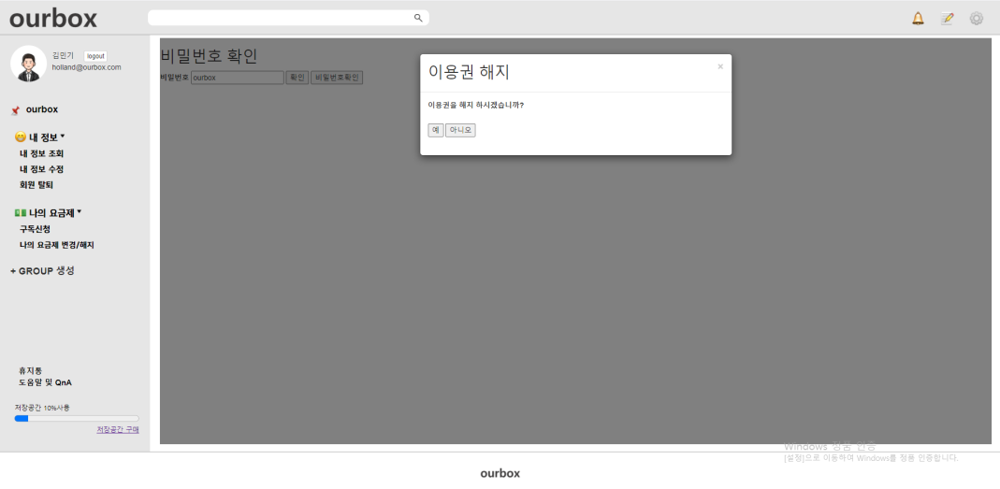 ourbox
김민기 logout
holland@ourbox.com
ourbox
내 정보 ▾
내 정보 조회
내 정보 수정
회원 탈퇴
나의 요금제 ▾
구독신청
나의 요금제 변경/해지
+ GROUP 생성
휴지통
도움말 및 QnA
저장공간 10%사용
저장공간 구매
비밀번호 확인
비밀번호 ourbox 확인 비밀번호확인
이용권 해지 ×
이용권을 해지 하시겠습니까?
예 아니오
Windows 정품 인증
[설정]으로 이동하여 Windows를 정품 인증합니다.
ourbox